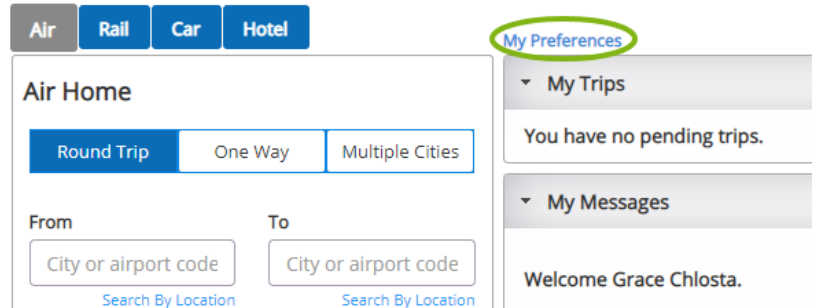 Air Rail Car Hotel
My Preferences
Air Home
Round Trip One Way Multiple Cities
From To
City or airport code City or airport code
Search By Location Search By Location
My Trips
You have no pending trips.
My Messages
Welcome Grace Chlosta.